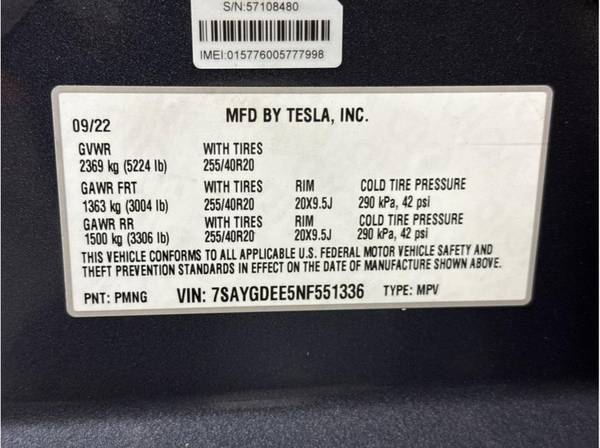 S/N:57108480
IMEI:015776005777998
MFD BY TESLA, INC.
09/22
GVWR WITH TIRES
2369 kg (5224 lb) 255/40R20
GAWR FRT WITH TIRES RIM COLD TIRE PRESSURE
1363 kg (3004 lb) 255/40R20 20X9.5J 290 kPa, 42 psi
GAWR RR WITH TIRES RIM COLD TIRE PRESSURE
1500 kg (3306 lb) 255/40R20 20X9.5J 290 kPa, 42 psi
THIS VEHICLE CONFORMS TO ALL APPLICABLE U.S. FEDERAL MOTOR VEHICLE SAFETY AND
THEFT PREVENTION STANDARDS IN EFFECT ON THE DATE OF MANUFACTURE SHOWN ABOVE.
PNT: PMNG VIN: 7SAYGDEE5NF551336 TYPE: MPV